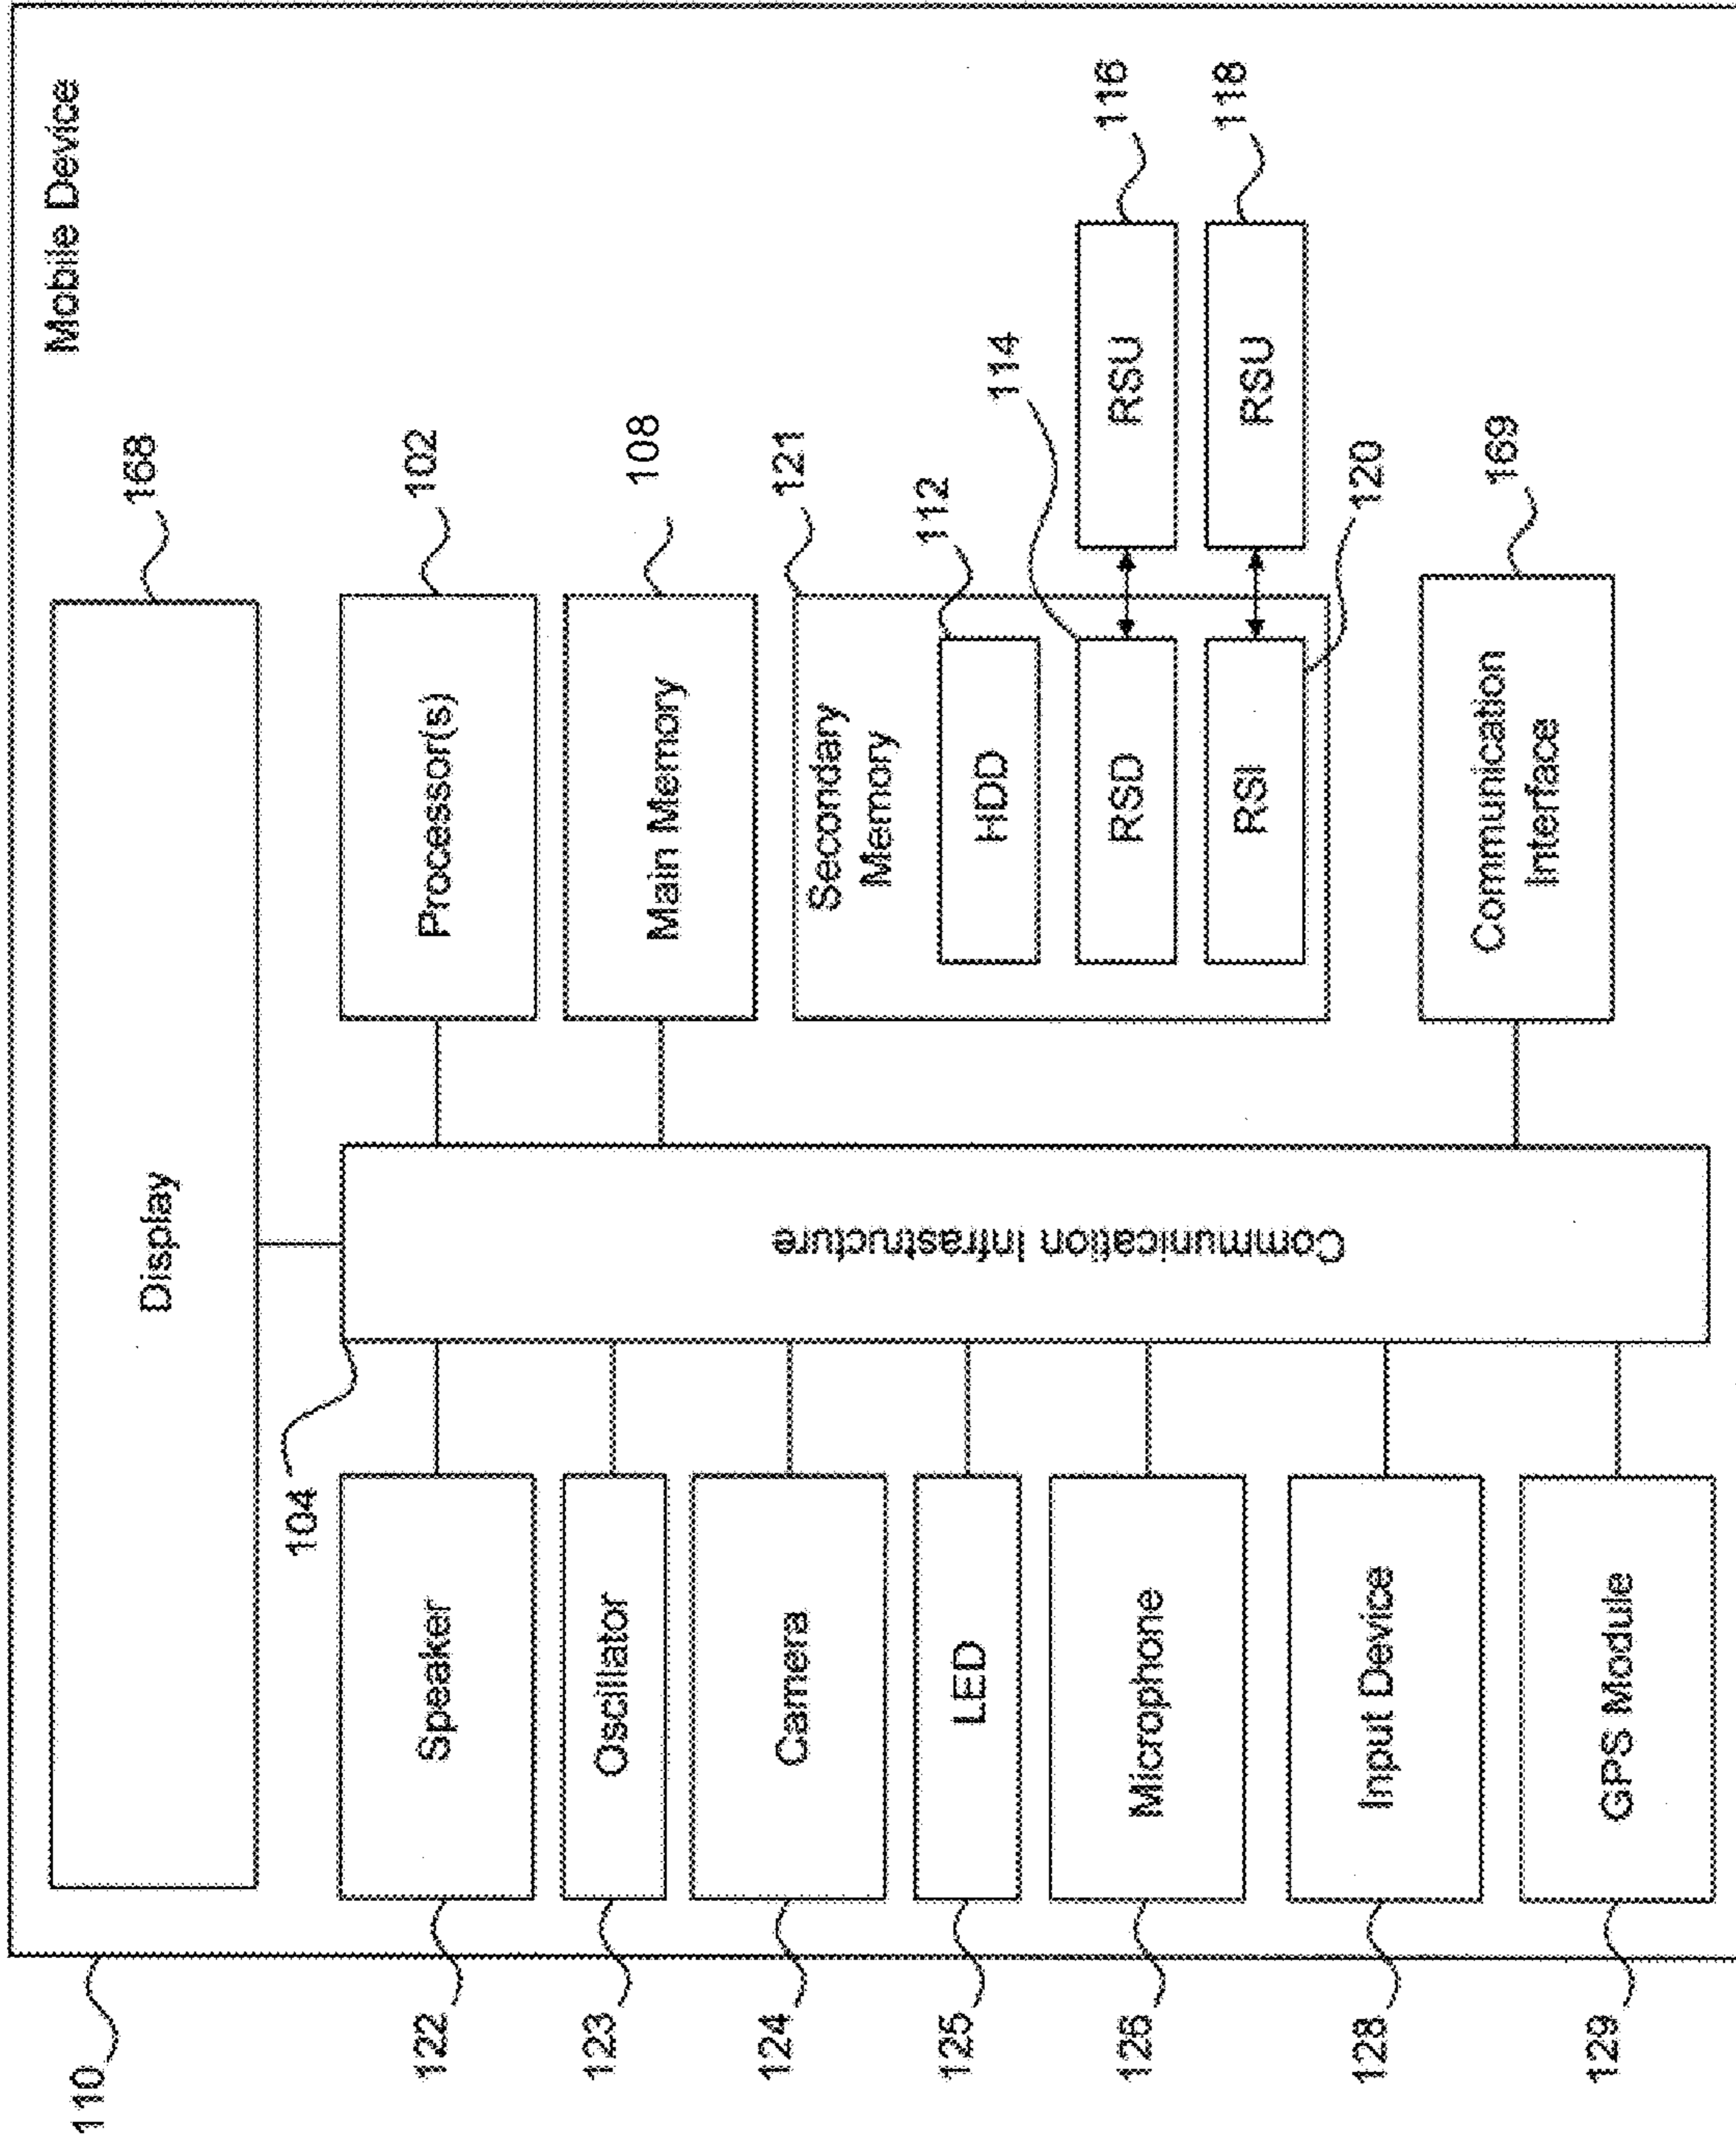 Mobile Device
110
Display
168
104
Speaker
122
Oscillator
123
Camera
124
LED
125
Microphone
126
Input Device
128
GPS Module
129
Communication Infrastructure
Processor(s)
102
Main Memory
108
Secondary
Memory
121
HDD
112
RSD
114
RSU
116
RSI
120
RSU
118
Communication
Interface
169